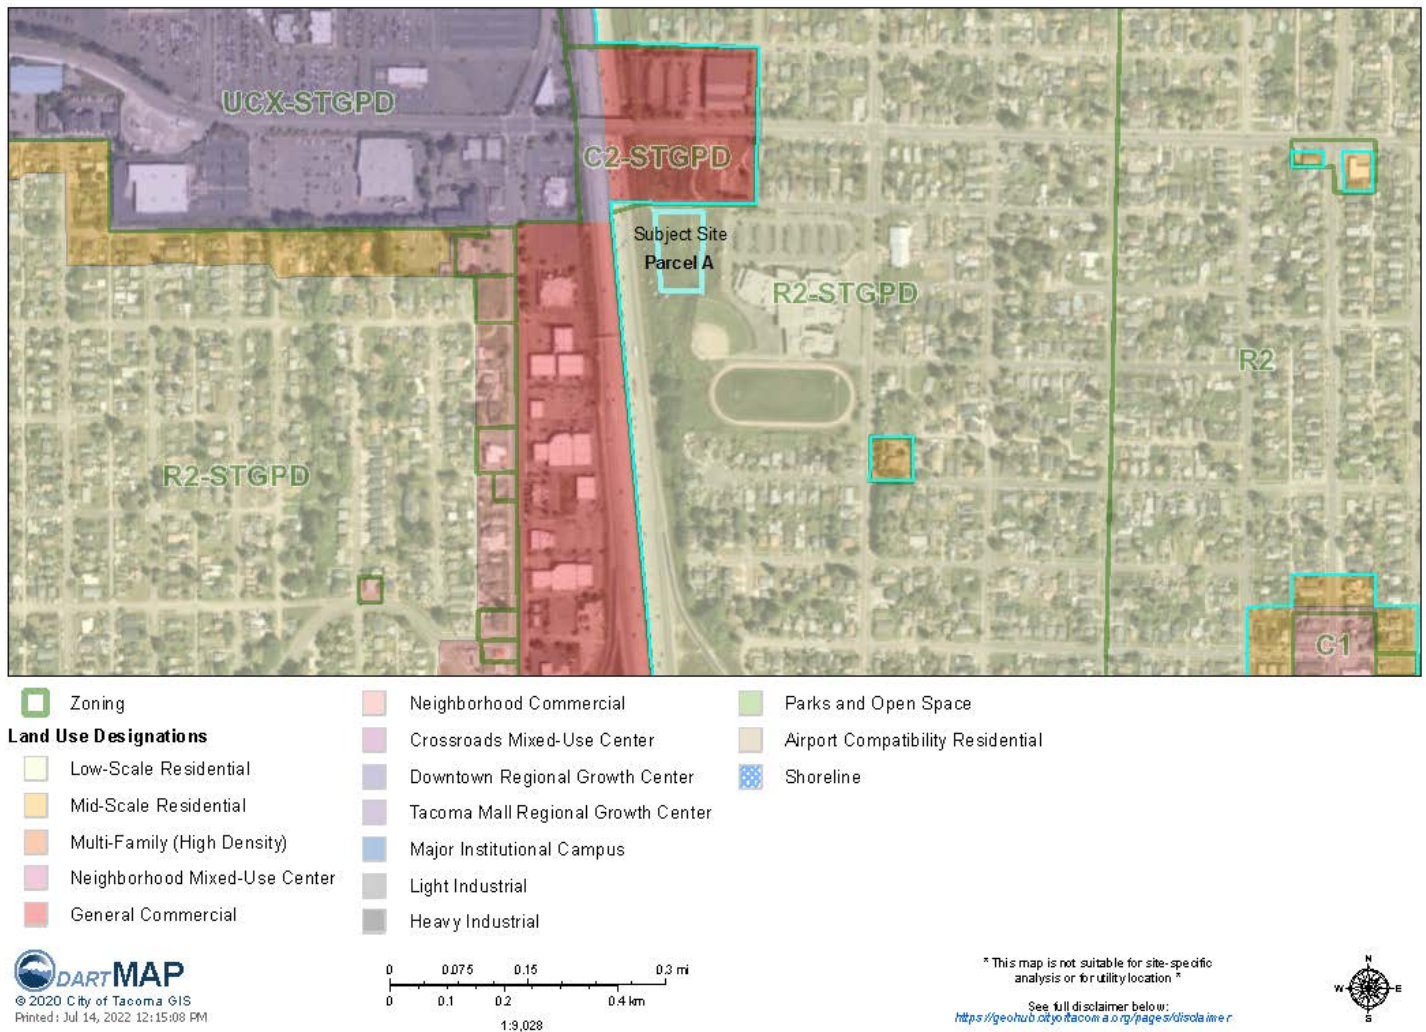 UCX-STGPD
C2-STGPD
Subject Site
Parcel A
R2-STGPD
R2
R2-STGPD
C1
Zoning
Land Use Designations
Low-Scale Residential
Mid-Scale Residential
Multi-Family (High Density)
Neighborhood Mixed-Use Center
General Commercial
Neighborhood Commercial
Crossroads Mixed-Use Center
Downtown Regional Growth Center
Tacoma Mall Regional Growth Center
Major Institutional Campus
Light Industrial
Heavy Industrial
Parks and Open Space
Airport Compatibility Residential
Shoreline
DARTMAP
© 2020 City of Tacoma GIS
Printed: Jul 14, 2022 12:15:08 PM
0 0.075 0.15 0.3 mi
0 0.1 0.2 0.4 km
1:9,028
* This map is not suitable for site-specific
analysis or for utility location *
See full disclaimer below:
https://geohub.cityoftacoma.org/pages/disclaimer
N
W E
S